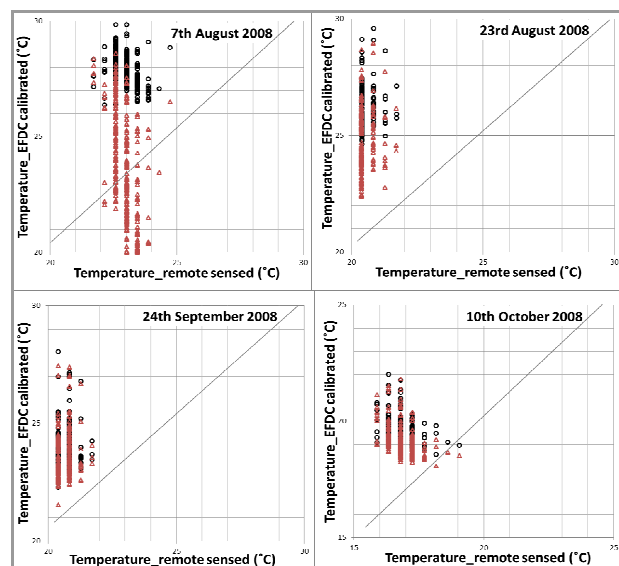 7th August 2008
30
25
20
Temperature_EFDC calibrated (˚C)
20
25
30
Temperature_remote sensed (˚C)
23rd August 2008
30
25
20
Temperature_EFDC calibrated (˚C)
20
25
30
Temperature_remote sensed (˚C)
24th September 2008
30
25
20
Temperature_EFDC calibrated (˚C)
20
25
30
Temperature_remote sensed (˚C)
10th October 2008
25
20
15
Temperature_EFDC calibrated (˚C)
15
20
25
Temperature_remote sensed (˚C)